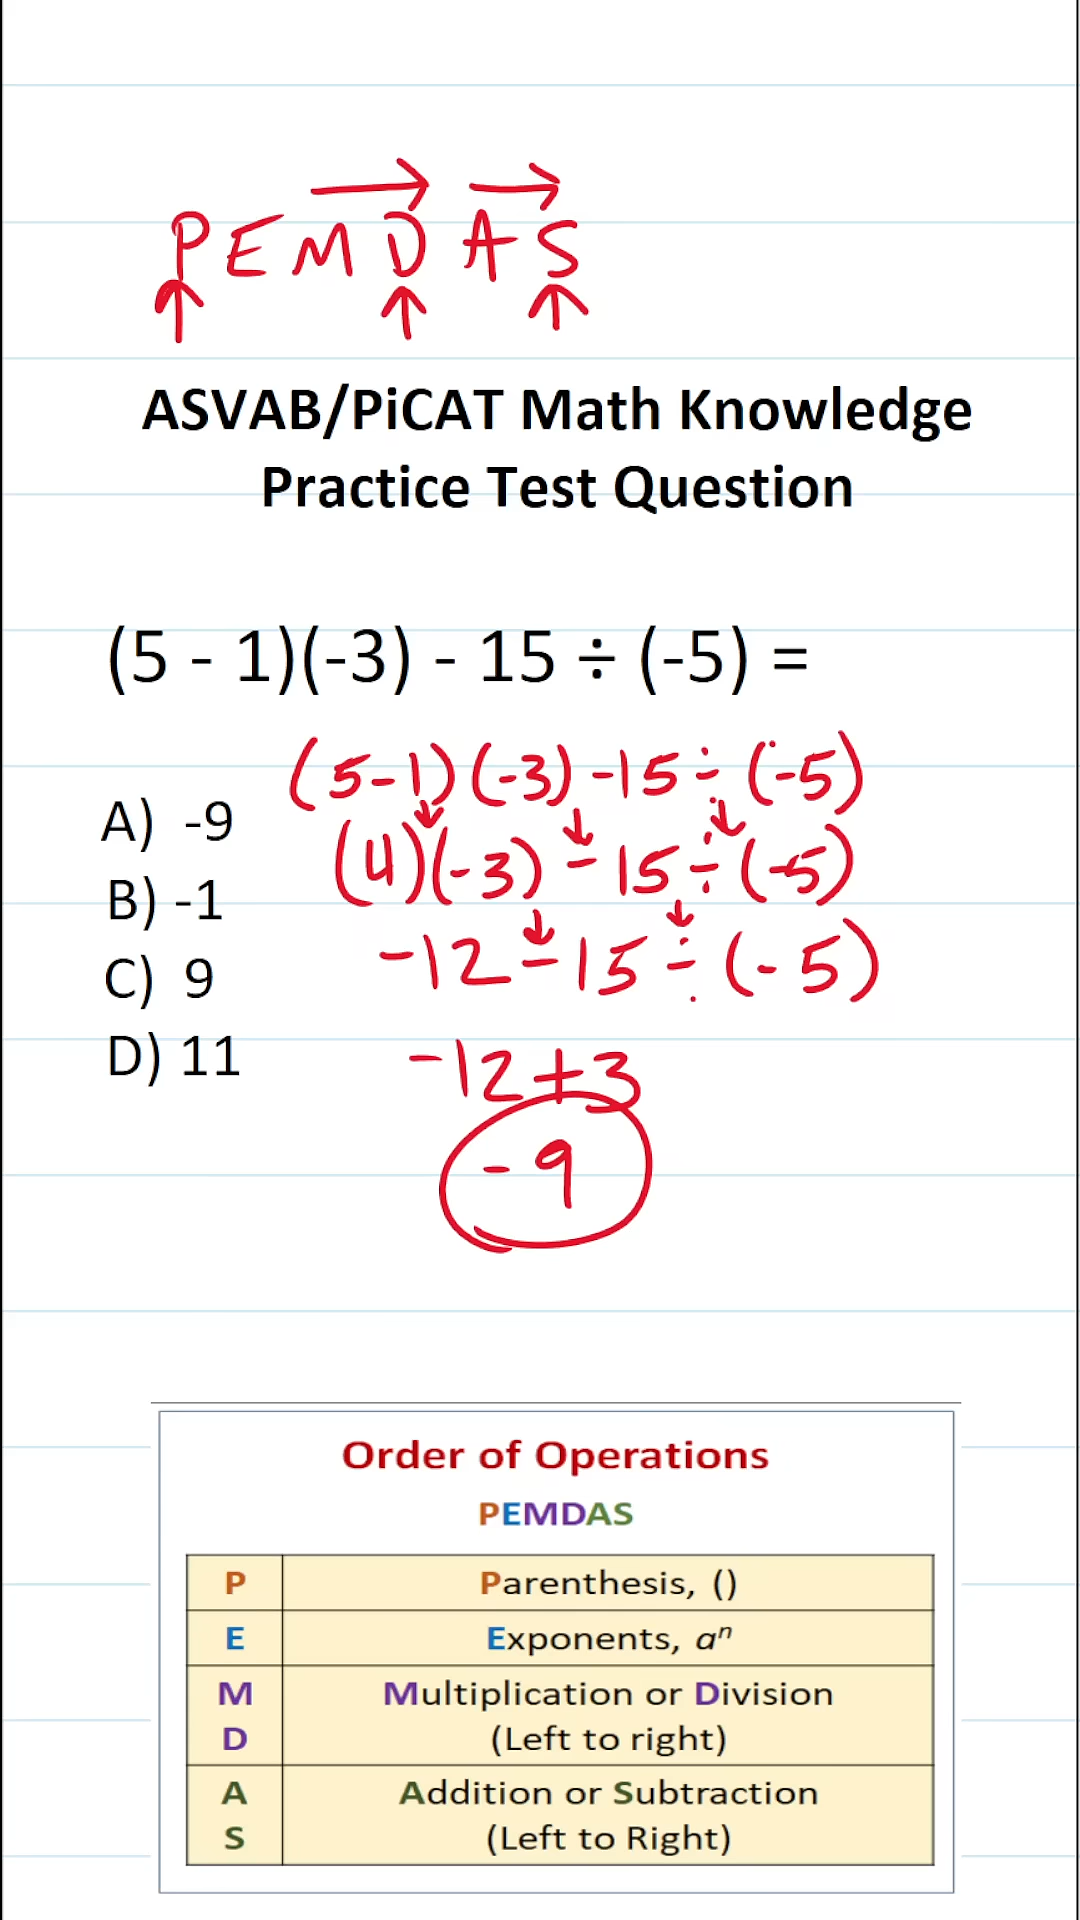 PEMDAS
ASVAB/PiCAT Math Knowledge
Practice Test Question
(5 - 1)(-3) - 15 ÷ (-5) =
(5-1)(-3)-15÷(-5)
A) -9
(4)(-3)-15÷(-5)
B) -1
-12-15÷(-5)
C) 9
D) 11
-12+3
-9
Order of Operations
PEMDAS
P Parenthesis, ()
E Exponents, aⁿ
M Multiplication or Division
D (Left to right)
A Addition or Subtraction
S (Left to Right)